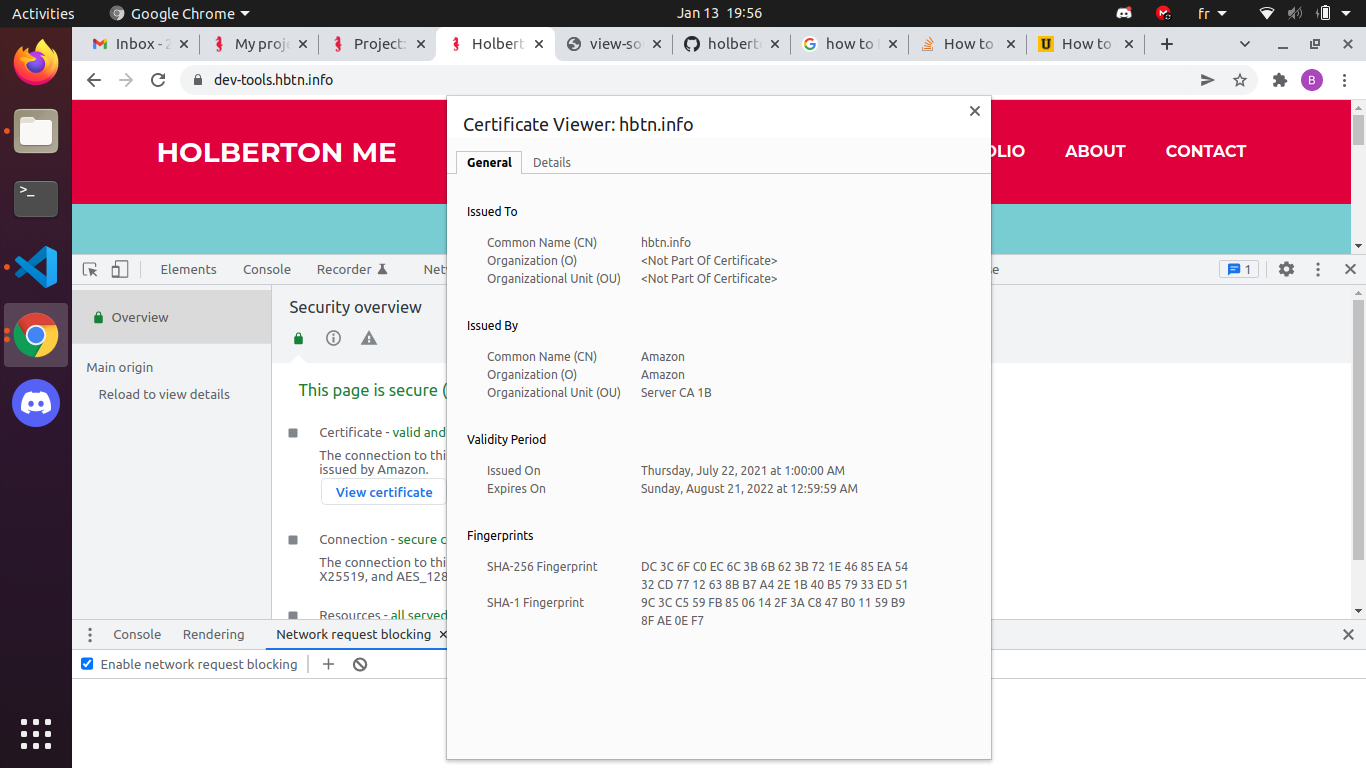 Activities Google Chrome Jan 13 19:56 fr
Inbox - 2 My proje Project: Holbert view-so holberto how to How to How to
dev-tools.hbtn.info B
Certificate Viewer: hbtn.info
HOLBERTON ME OLIO ABOUT CONTACT
General Details
Issued To
Common Name (CN) hbtn.info
Organization (O) <Not Part Of Certificate>
Organizational Unit (OU) <Not Part Of Certificate>
Issued By
Common Name (CN) Amazon
Organization (O) Amazon
Organizational Unit (OU) Server CA 1B
Validity Period
Issued On Thursday, July 22, 2021 at 1:00:00 AM
Expires On Sunday, August 21, 2022 at 12:59:59 AM
Fingerprints
SHA-256 Fingerprint DC 3C 6F C0 EC 6C 3B 6B 62 3B 72 1E 46 85 EA 54
32 CD 77 12 63 8B B7 A4 2E 1B 40 B5 79 33 ED 51
SHA-1 Fingerprint 9C 3C C5 59 FB 85 06 14 2F 3A C8 47 B0 11 59 B9
8F AE 0E F7
Elements Console Recorder Net se 1
Overview
Main origin
Reload to view details
Security overview
This page is secure (
Certificate - valid and
The connection to thi
issued by Amazon.
View certificate
Connection - secure c
The connection to thi
X25519, and AES_128
Resources - all served
Console Rendering Network request blocking
Enable network request blocking